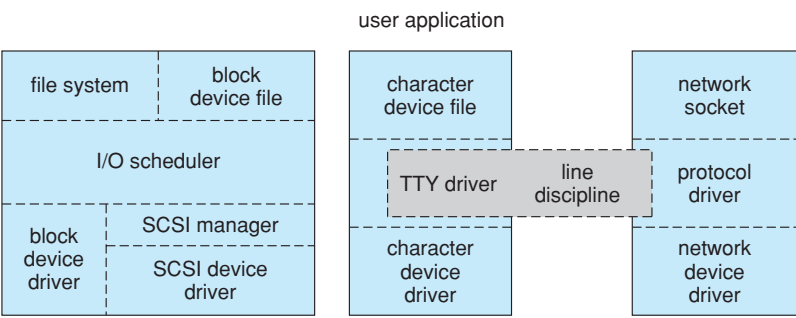 user application
file system
block
device file
I/O scheduler
block
device
driver
SCSI manager
SCSI device
driver
character
device file
TTY driver
line
discipline
character
device
driver
network
socket
protocol
driver
network
device
driver